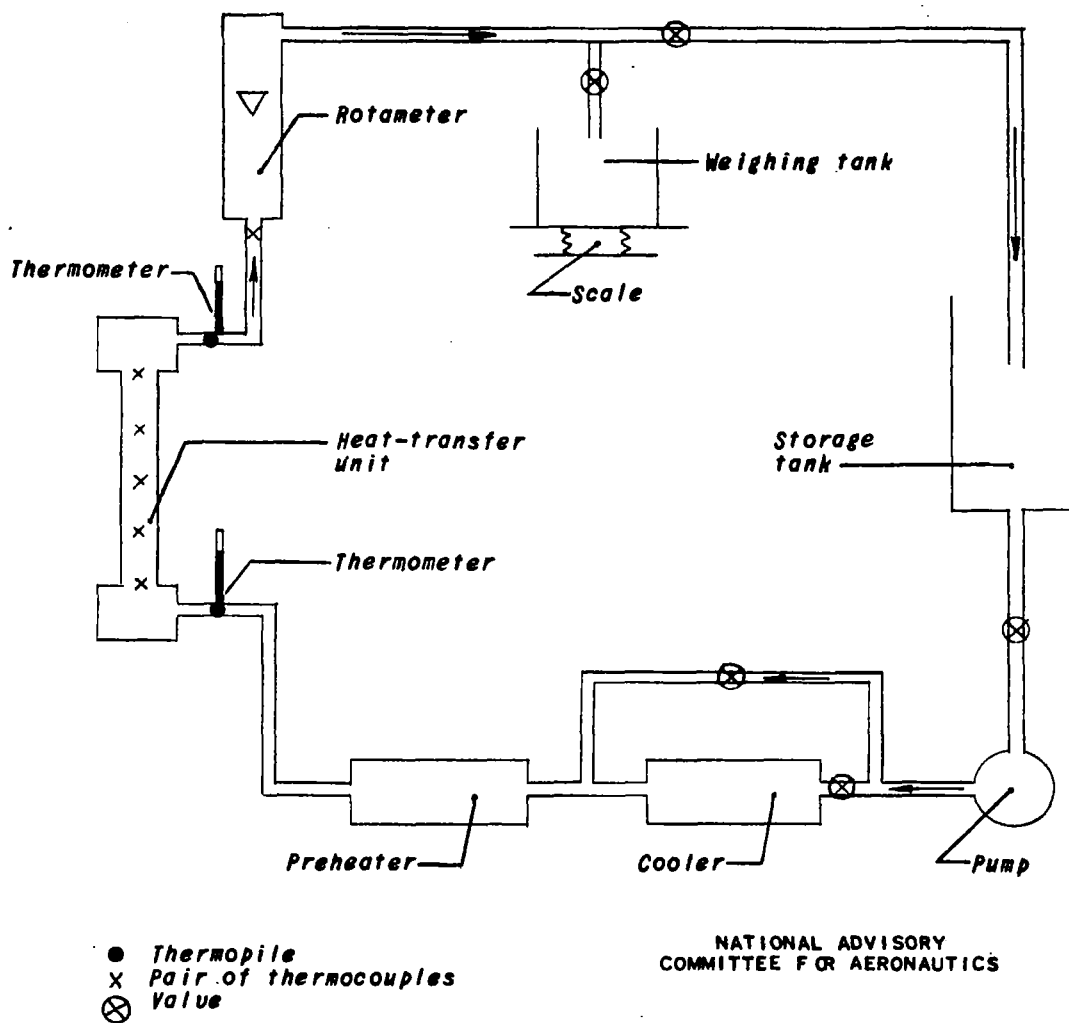 Rotameter
Weighing tank
Thermometer
Scale
Heat-transfer
unit
Storage
tank
Thermometer
Preheater
Cooler
Pump
Thermopile
Pair of thermocouples
Value
NATIONAL ADVISORY
COMMITTEE FOR AERONAUTICS